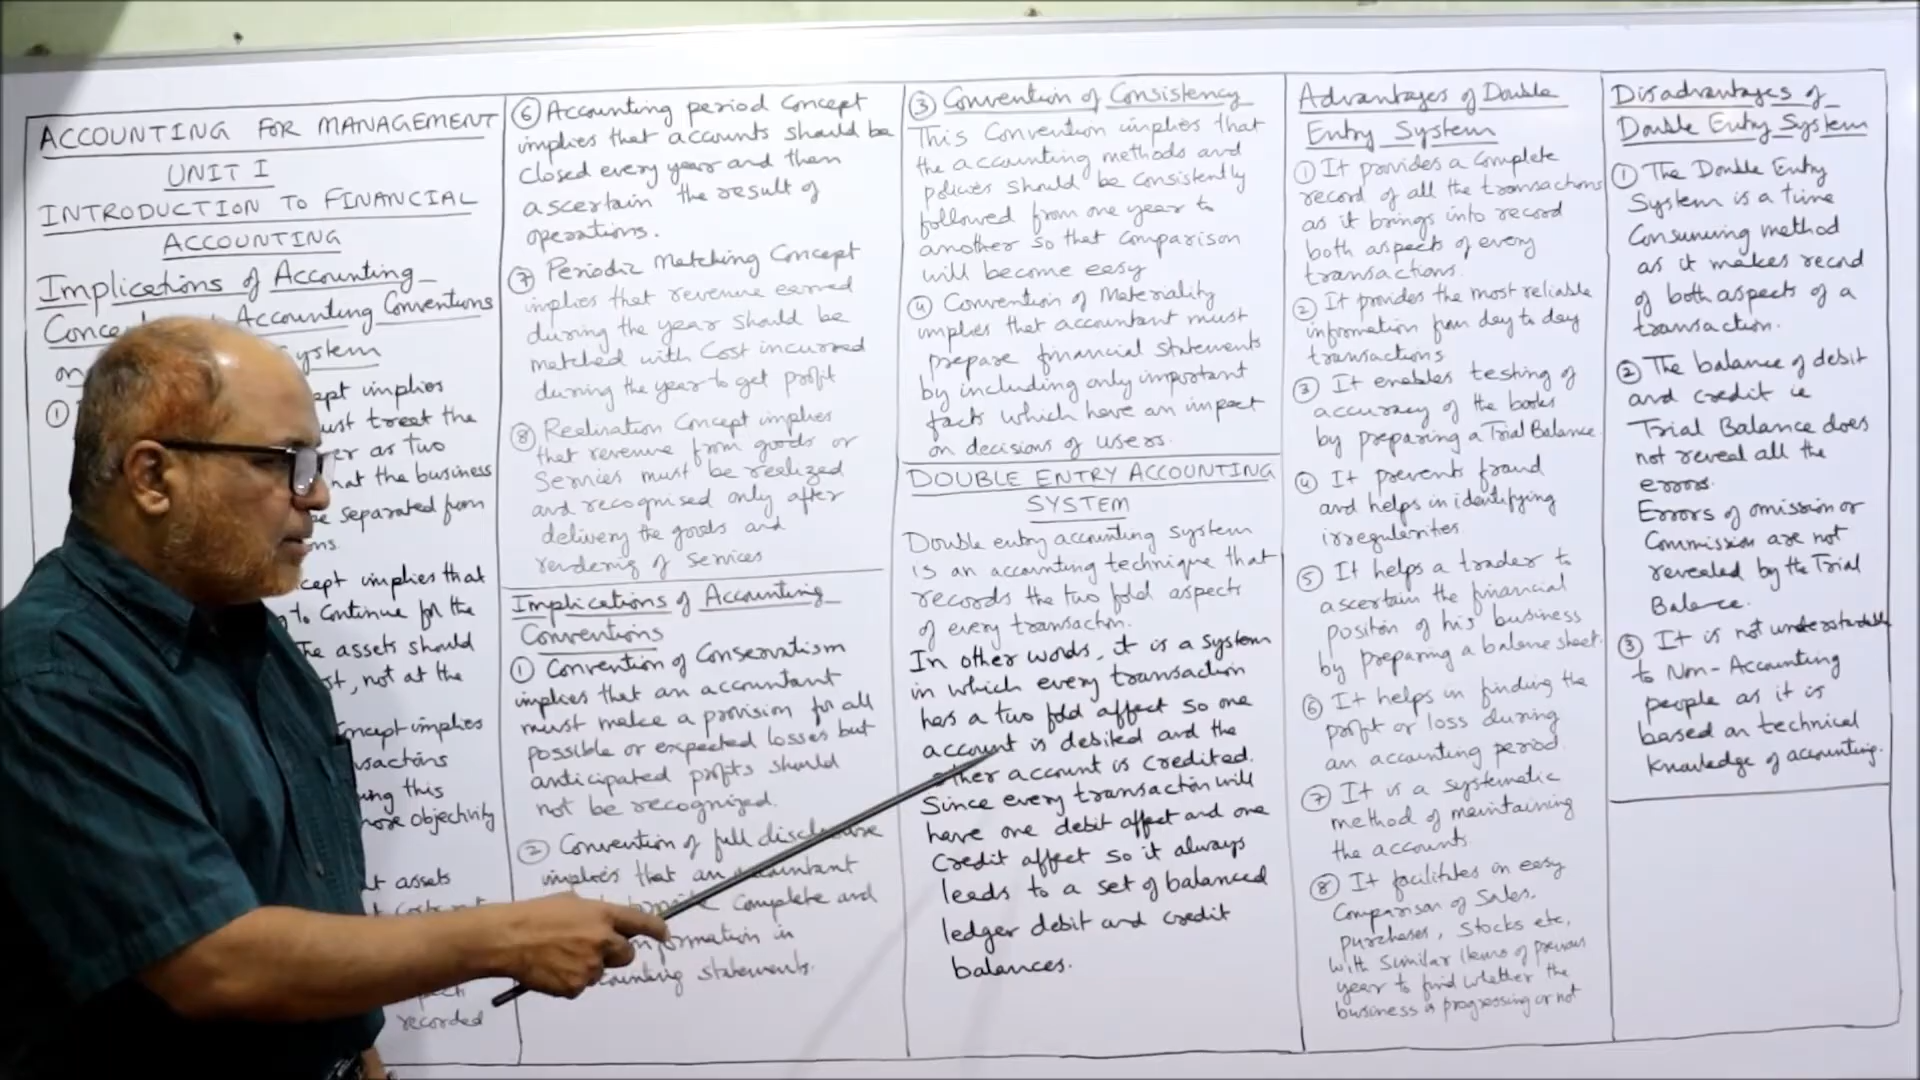 ACCOUNTING FOR MANAGEMENT
UNIT I
INTRODUCTION TO FINANCIAL
ACCOUNTING
Implications of Accounting
Accounting Conventions
on System
①
implies
ust treat the
er as two
hat the business
be separated from
ns.
cept implies that
to Continue for the
assets should
not at the
implies
this
objectivity
assets
recorded
⑥ Accounting period Concept
implies that accounts should be
closed every year and then
ascertain the result of
operations.
⑦ Periodic Matching Concept
implies that revenue earned
during the year should be
matched with Cost incurred
during the year to get profit
⑧ Realisation Concept implies
that revenue from goods or
Services must be realized
and recognised only after
delivery the goods and
rendering of Services
Implications of Accounting
Conventions
① Convention of Conservatism
implies that an accountant
must make a provision for all
possible or expected losses but
anticipated profits should
not be recognized.
② Convention of full disclosure
implies that an accountant
complete and
information in
accounting statements.
③ Convention of Consistency
This Convention implies that
the accounting methods and
policies should be consistently
followed from one year to
another so that comparison
will become easy
④ Convention of Materiality
implies that accountant must
prepare financial statements
by including only important
facts which have an impact
on decisions of users.
DOUBLE ENTRY ACCOUNTING
SYSTEM
Double entry accounting system
is an accounting technique that
records the two fold aspects
of every transaction.
In other words, it is a system
in which every transaction
has a two fold affect so one
account is debited and the
other account is credited.
Since every transaction will
have one debit affect and one
Credit affect so it always
leads to a set of balanced
ledger debit and credit
balances.
Advantages of Double
Entry System
① It provides a complete
record of all the transactions
as it brings into record
both aspects of every
transactions.
② It provides the most reliable
information from day to day
transactions
③ It enables testing of
accuracy of the books
by preparing a Trial Balance
④ It prevents fraud
and helps in identifying
irregularities
⑤ It helps a trader to
ascertain the financial
position of his business
by preparing a balance sheet.
⑥ It helps in finding the
profit or loss during
an accounting period.
⑦ It is a systematic
method of maintaining
the accounts.
⑧ It facilitates in easy
Comparison of Sales,
purchases, Stocks etc,
with similar items of previous
year to find whether the
business is progressing or not
Disadvantages of
Double Entry System
① The Double Entry
System is a time
Consuming method
as it makes record
of both aspects of a
transaction.
② The balance of debit
and credit ie
Trial Balance does
not reveal all the
errors.
Errors of omission or
Commission are not
revealed by the Trial
Balance.
③ It is not understandable
to Non-Accounting
people as it is
based on technical
knowledge of accounting.